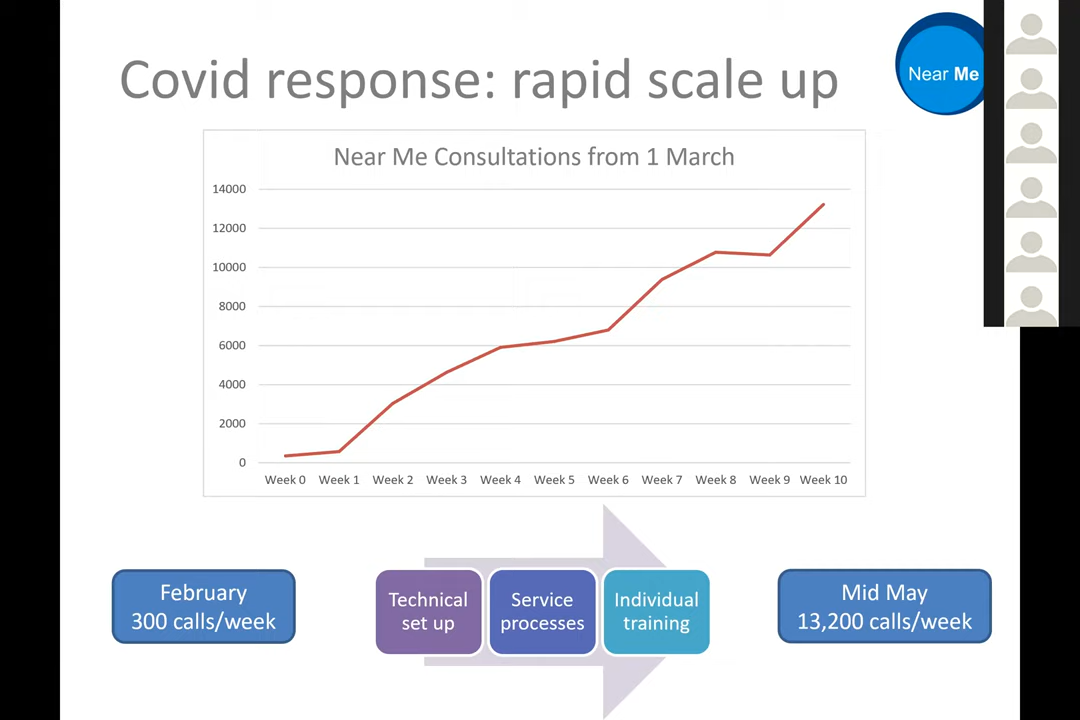 Covid response: rapid scale up
Near Me
Near Me Consultations from 1 March
14000
12000
10000
8000
6000
4000
2000
0
Week 0 Week 1 Week 2 Week 3 Week 4 Week 5 Week 6 Week 7 Week 8 Week 9 Week 10
February
300 calls/week
Technical
set up
Service
processes
Individual
training
Mid May
13,200 calls/week